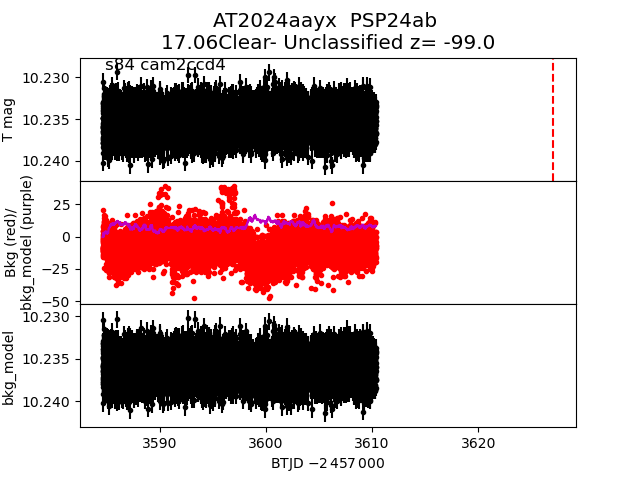 AT2024aayx  PSP24ab
17.06Clear- Unclassified z= -99.0
s84 cam2ccd4
10.230
10.235
10.240
T mag
25
0
−25
−50
Bkg (red)/
bkg_model (purple)
10.230
10.235
10.240
bkg_model
3590
3600
3610
3620
BTJD −2 457 000